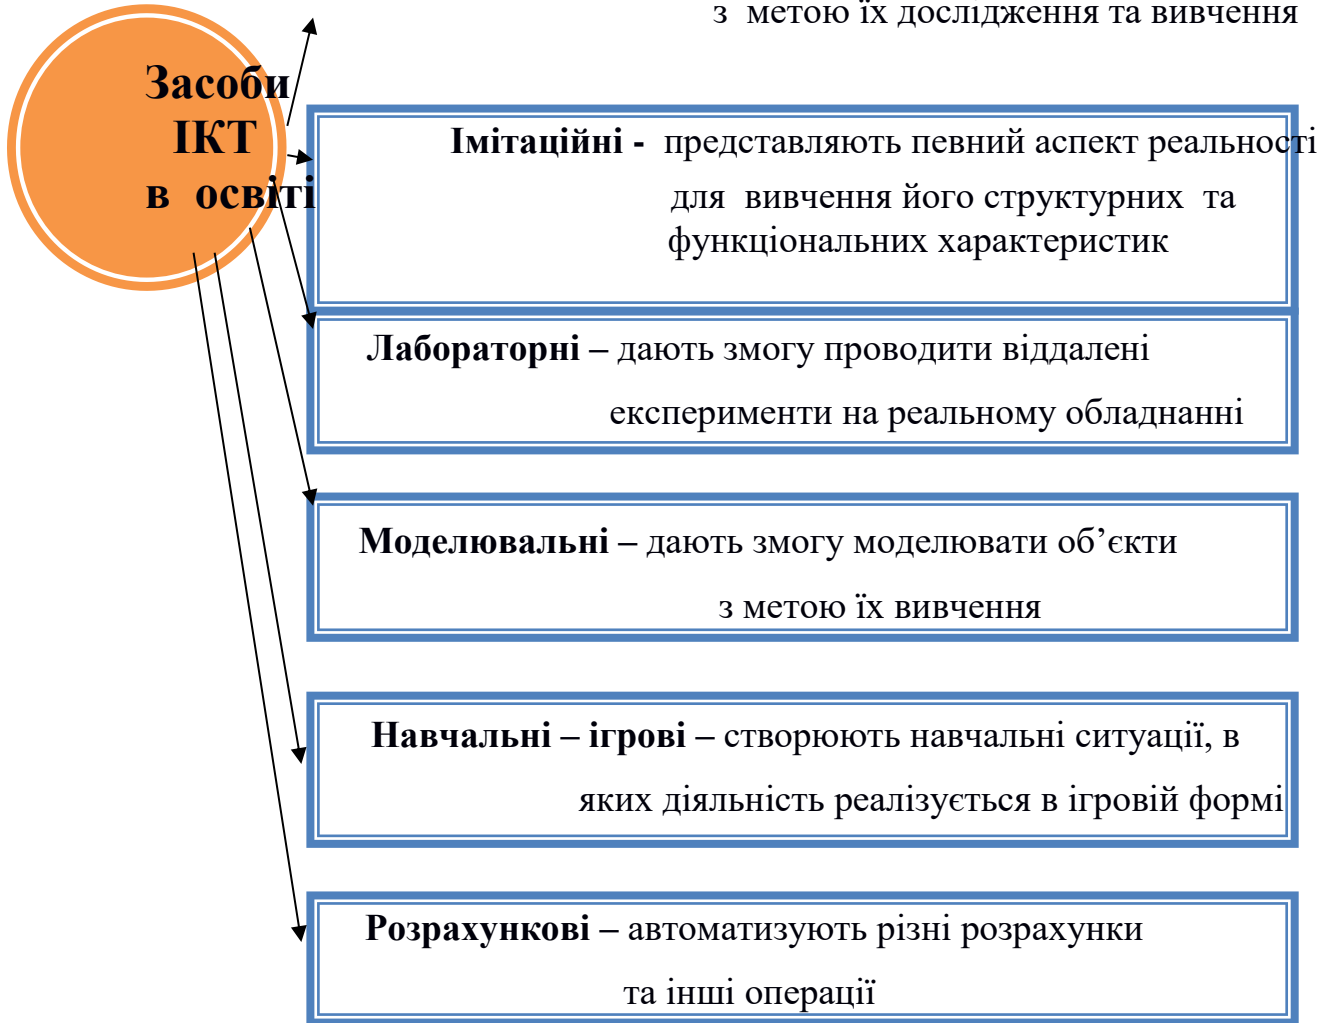 з метою їх дослідження та вивчення
Засоби
ІКТ
в освіті
Імітаційні - представляють певний аспект реальності
для вивчення його структурних та
функціональних характеристик
Лабораторні – дають змогу проводити віддалені
експерименти на реальному обладнанні
Моделювальні – дають змогу моделювати об’єкти
з метою їх вивчення
Навчальні – ігрові – створюють навчальні ситуації, в
яких діяльність реалізується в ігровій формі
Розрахункові – автоматизують різні розрахунки
та інші операції